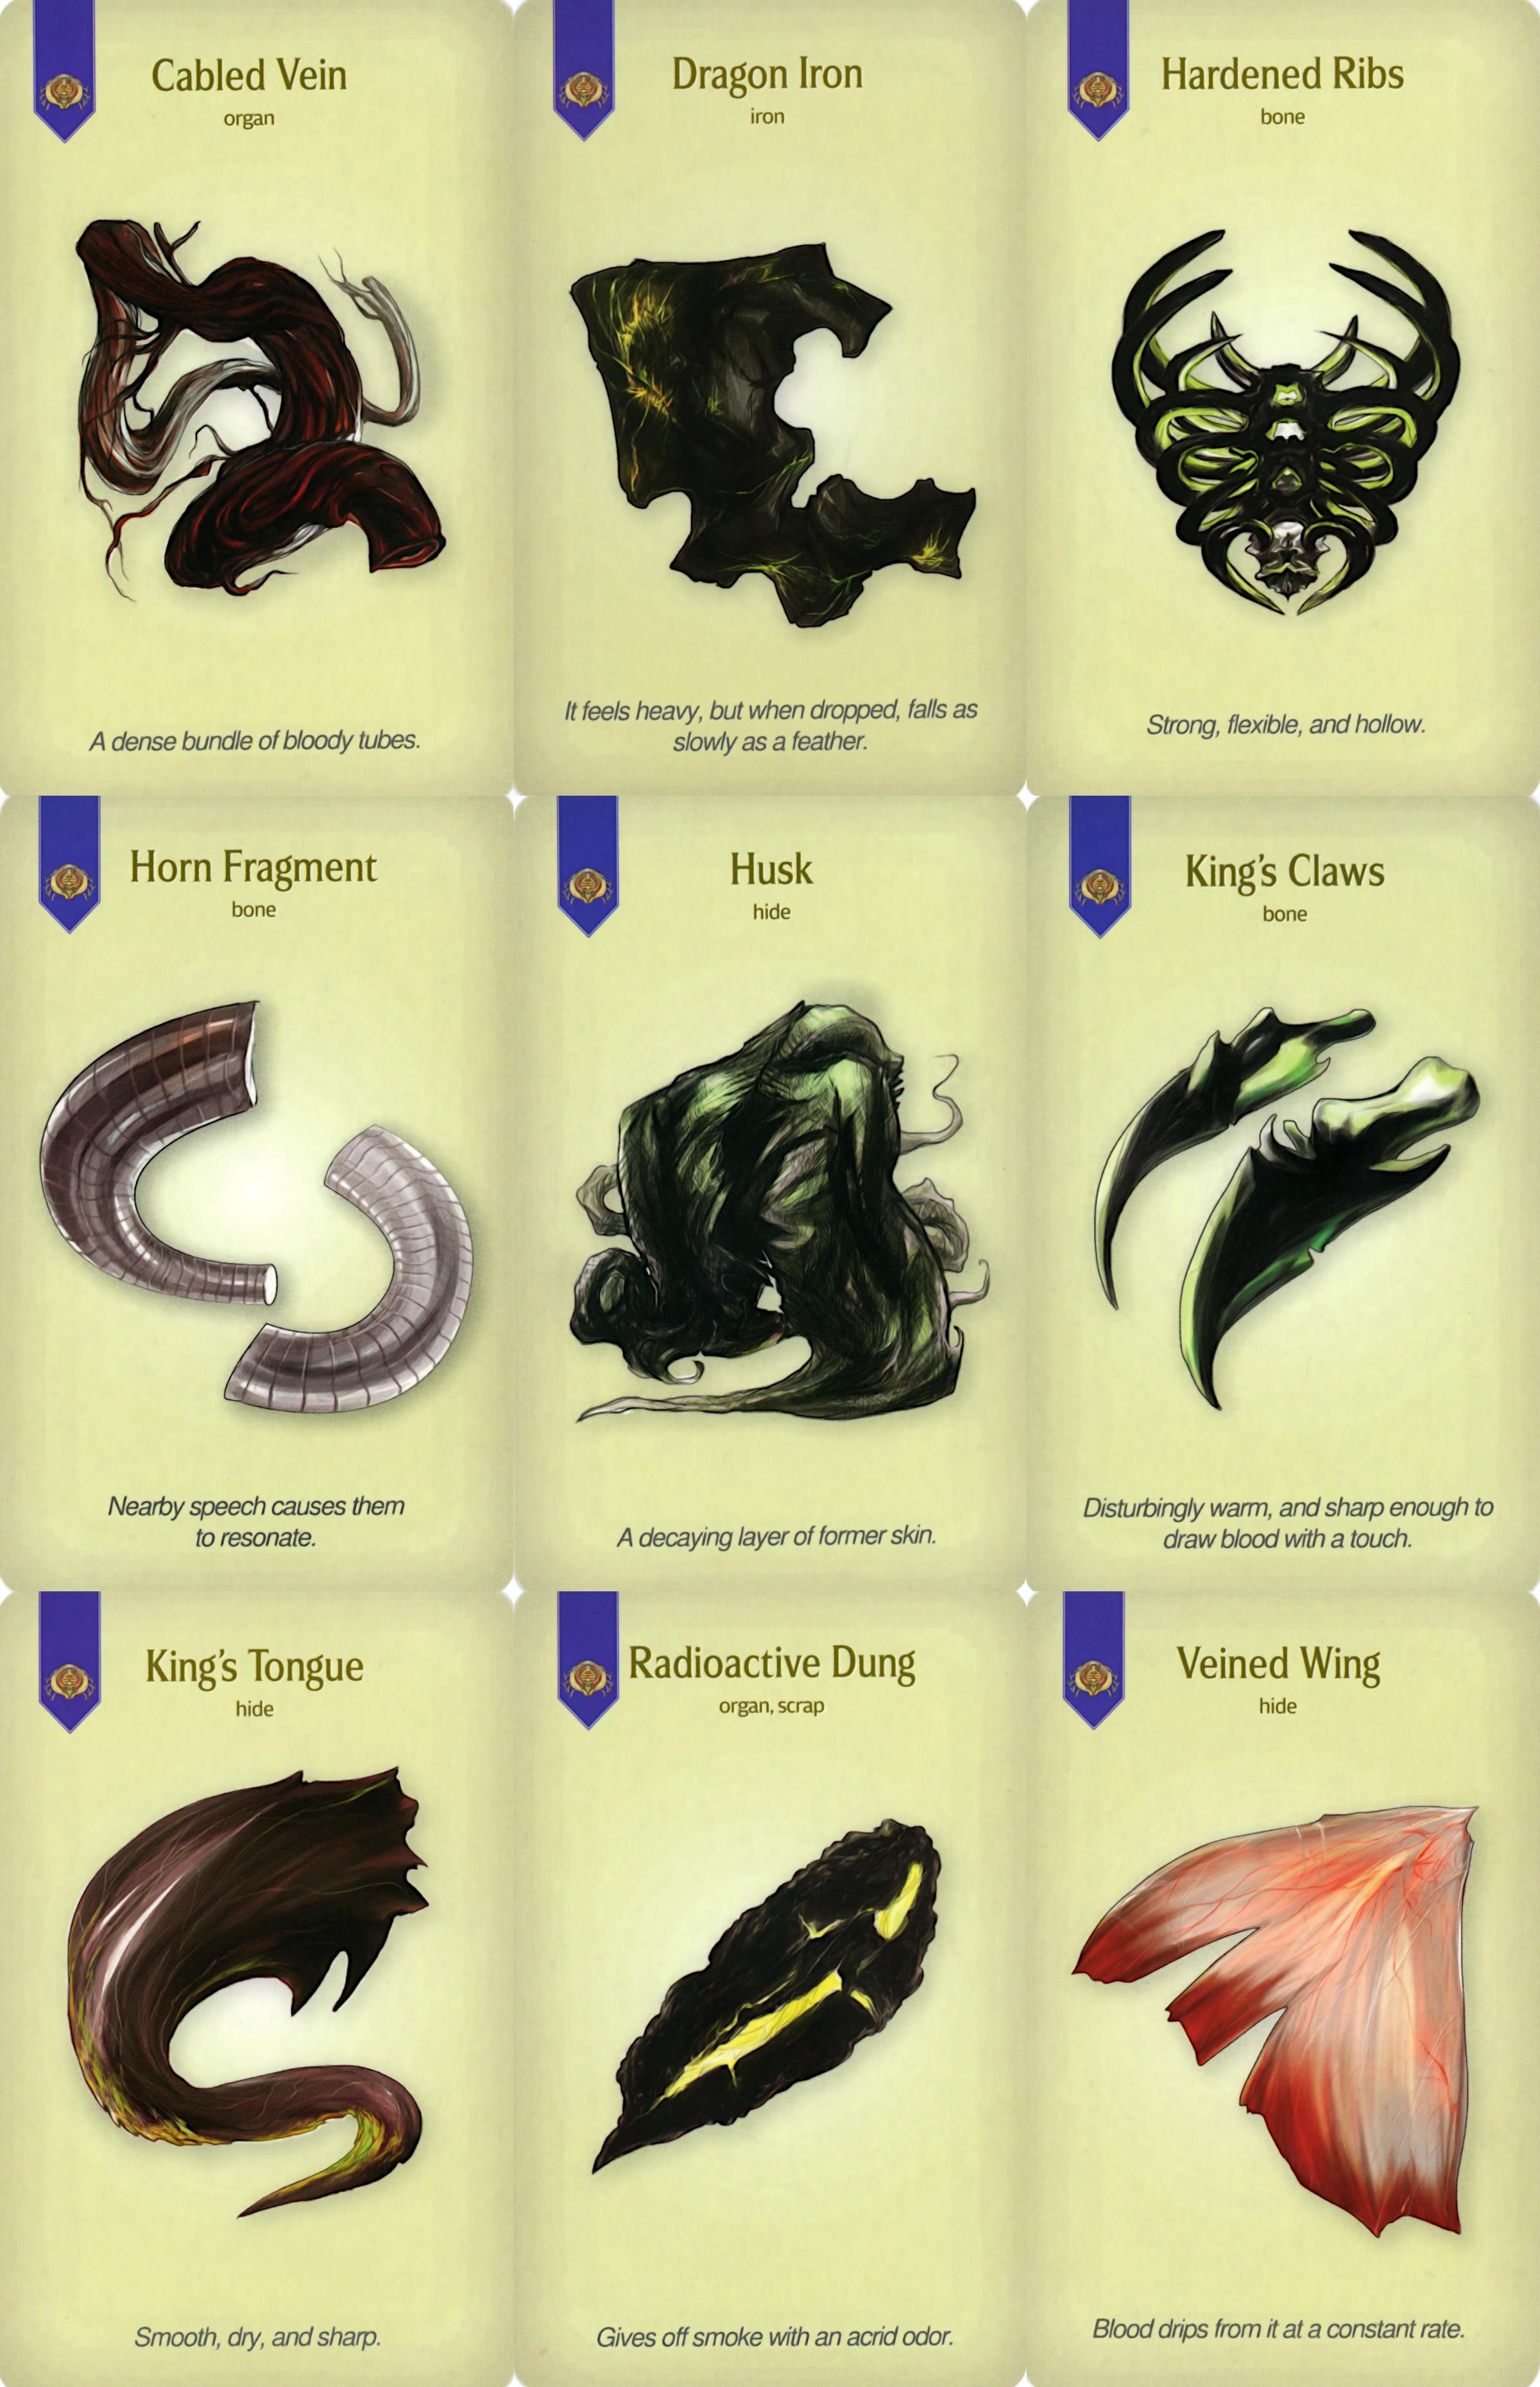 Cabled Vein
organ
A dense bundle of bloody tubes.
Dragon Iron
iron
It feels heavy, but when dropped, falls as
slowly as a feather.
Hardened Ribs
bone
Strong, flexible, and hollow.
Horn Fragment
bone
Nearby speech causes them
to resonate.
Husk
hide
A decaying layer of former skin.
King's Claws
bone
Disturbingly warm, and sharp enough to
draw blood with a touch.
King's Tongue
hide
Smooth, dry, and sharp.
Radioactive Dung
organ, scrap
Gives off smoke with an acrid odor.
Veined Wing
hide
Blood drips from it at a constant rate.